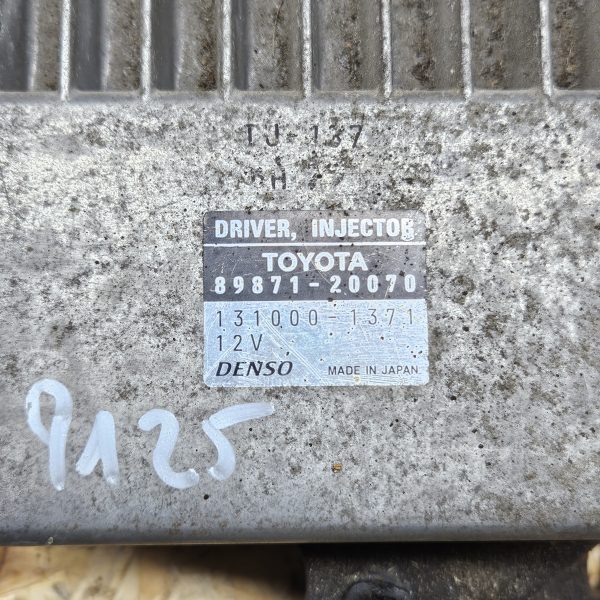 TJ-137
DRIVER, INJECTOR
TOYOTA
89871-20070
131000-1371
12V
DENSO MADE IN JAPAN
9125